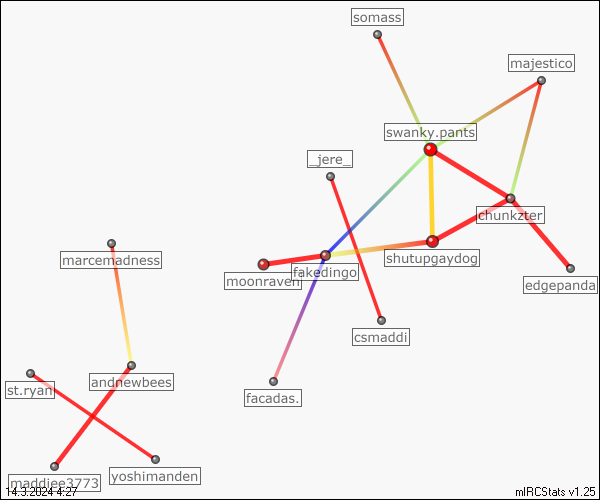 somass
majestico
swanky.pants
_jere_
chunkzter
marcemadness
shutupgaydog
fakedingo
moonraven
edgepanda
csmaddi
andnewbees
st.ryan
facadas.
yoshimanden
maddiee3773
14.3.2024 4:27
mIRCStats v1.25